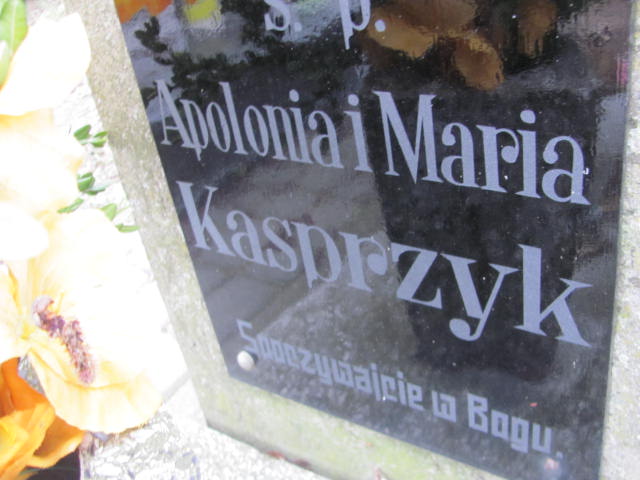 ś. p.
Apolonia i Maria
Kasprzyk
Spoczywajcie w Bogu.